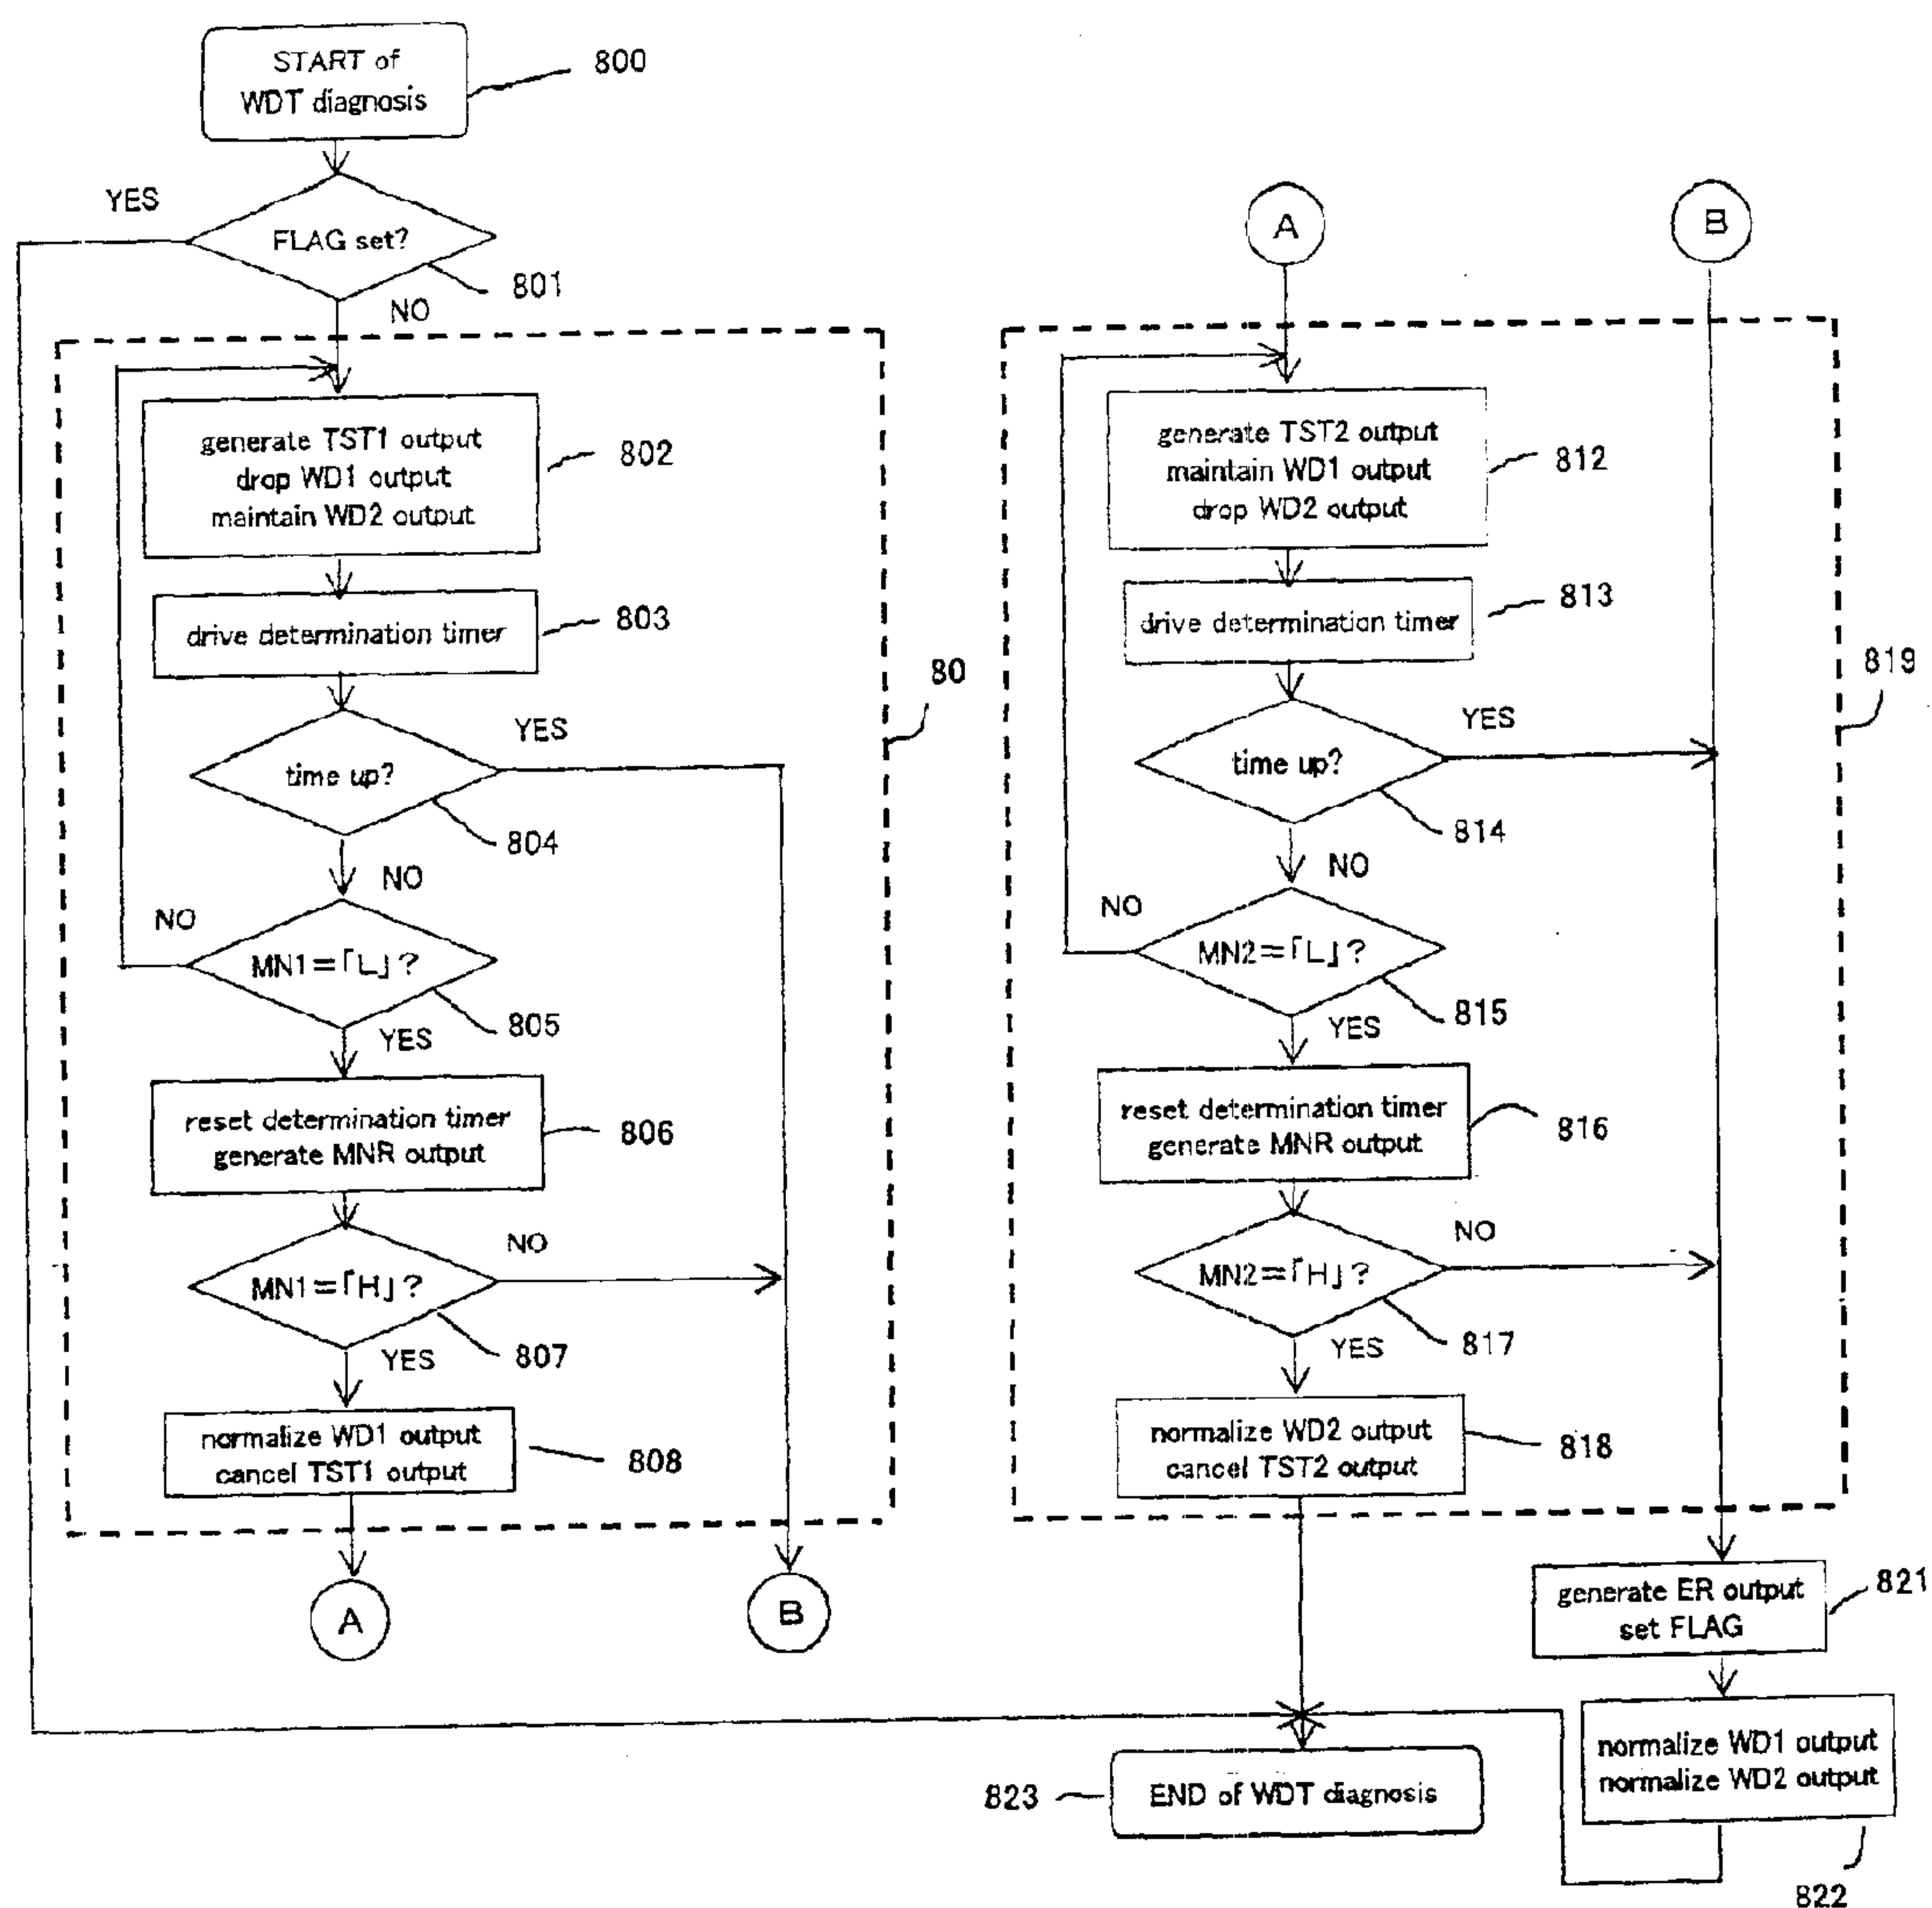 START of
WDT diagnosis
800
YES
FLAG set?
801
NO
generate TST1 output
drop WD1 output
maintain WD2 output
802
drive determination timer
803
80
time up?
YES
804
NO
NO
MN1=「L」?
805
YES
reset determination timer
generate MNR output
806
MN1=「H」?
NO
807
YES
normalize WD1 output
cancel TST1 output
808
A
B
A
B
generate TST2 output
maintain WD1 output
drop WD2 output
812
drive determination timer
813
819
time up?
YES
814
NO
NO
MN2=「L」?
815
YES
reset determination timer
generate MNR output
816
MN2=「H」?
NO
817
YES
normalize WD2 output
cancel TST2 output
818
generate ER output
set FLAG
821
normalize WD1 output
normalize WD2 output
822
823
END of WDT diagnosis